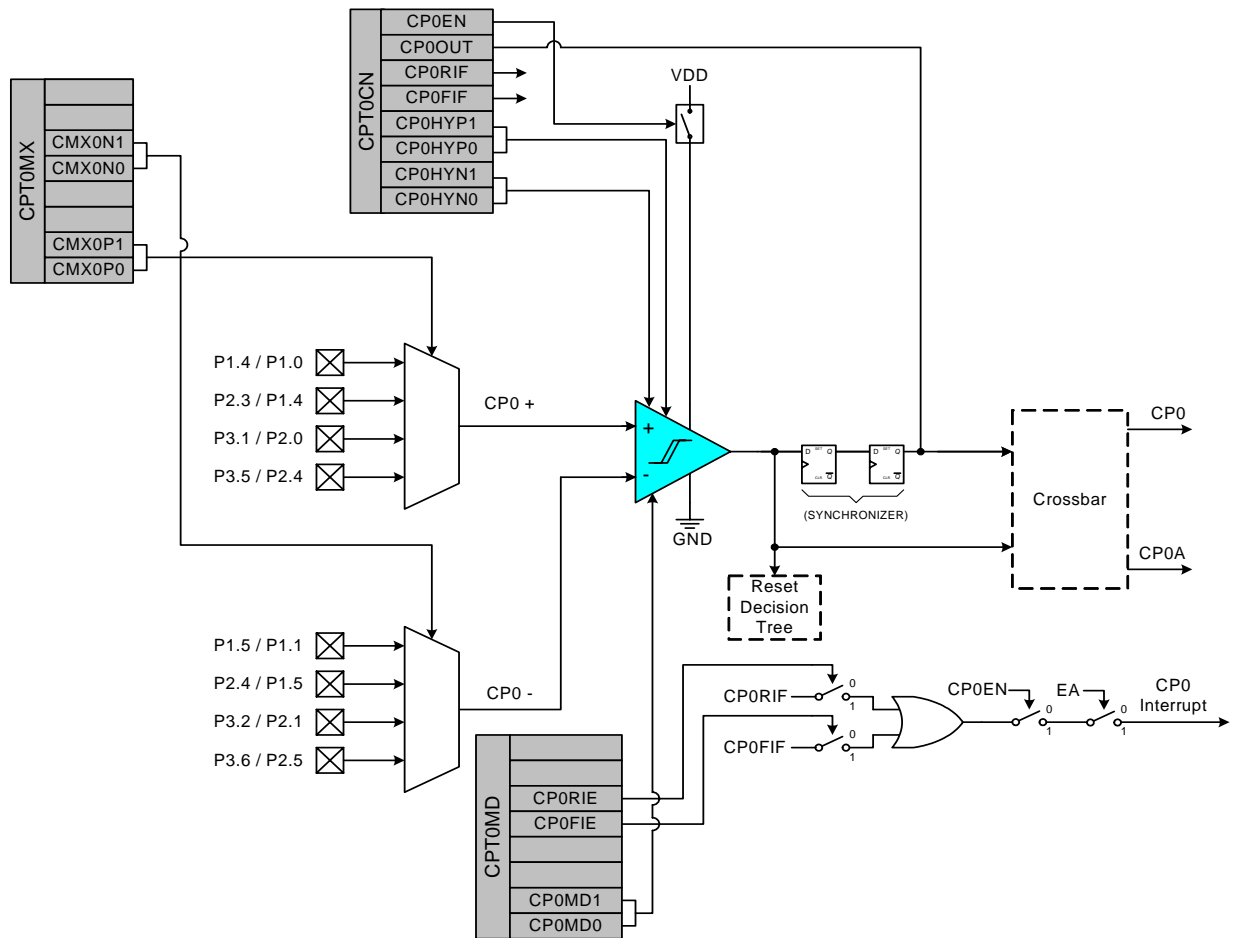 CPT0CN
CP0EN
CP0OUT
CP0RIF
CP0FIF
CP0HYP1
CP0HYP0
CP0HYN1
CP0HYN0
VDD
CPT0MX
CMX0N1
CMX0N0
CMX0P1
CMX0P0
P1.4 / P1.0
P2.3 / P1.4
P3.1 / P2.0
P3.5 / P2.4
CP0 +
+
-
GND
D SET Q
CLR Q
D SET Q
CLR Q
(SYNCHRONIZER)
Reset
Decision
Tree
Crossbar
CP0
CP0A
P1.5 / P1.1
P2.4 / P1.5
P3.2 / P2.1
P3.6 / P2.5
CP0 -
CPT0MD
CP0RIE
CP0FIE
CP0MD1
CP0MD0
CP0RIF
0
1
CP0FIF
0
1
CP0EN
0
1
EA
0
1
CP0
Interrupt